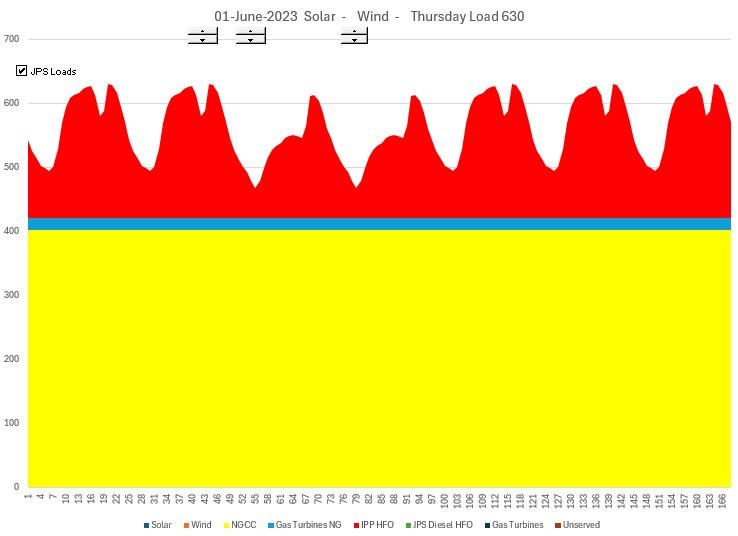 01-June-2023 Solar - Wind - Thursday Load 630
700
JPS Loads
600
500
400
300
200
100
0
1 4 7 10 13 16 19 22 25 28 31 34 37 40 43 46 49 52 55 58 61 64 67 70 73 76 79 82 85 88 91 94 97 100 103 106 109 112 115 118 121 124 127 130 133 136 139 142 145 148 151 154 157 160 163 166
Solar Wind NGCC Gas Turbines NG IPP HFO JPS Diesel HFO Gas Turbines Unserved